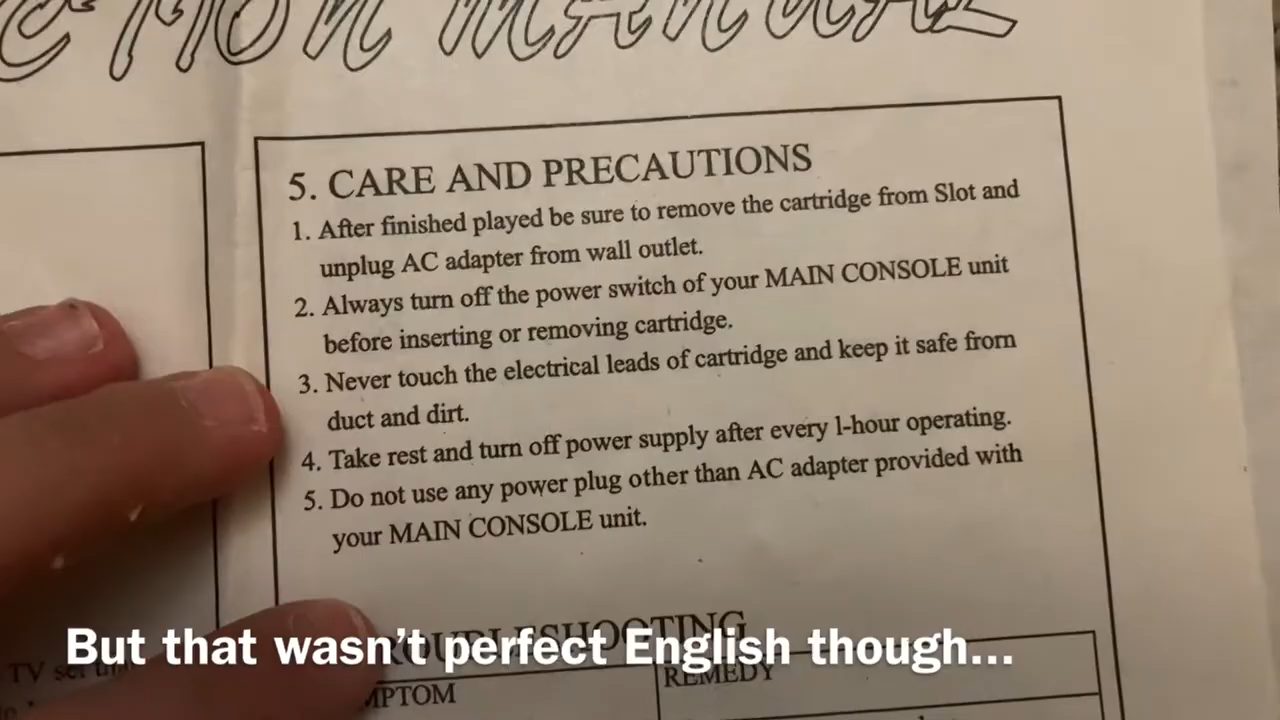 MANUAL
5. CARE AND PRECAUTIONS
1. After finished played be sure to remove the cartridge from Slot and
unplug AC adapter from wall outlet.
2. Always turn off the power switch of your MAIN CONSOLE unit
before inserting or removing cartridge.
3. Never touch the electrical leads of cartridge and keep it safe from
duct and dirt.
4. Take rest and turn off power supply after every 1-hour operating.
5. Do not use any power plug other than AC adapter provided with
your MAIN CONSOLE unit.
But that wasn't perfect English though...
REMEDY
TV